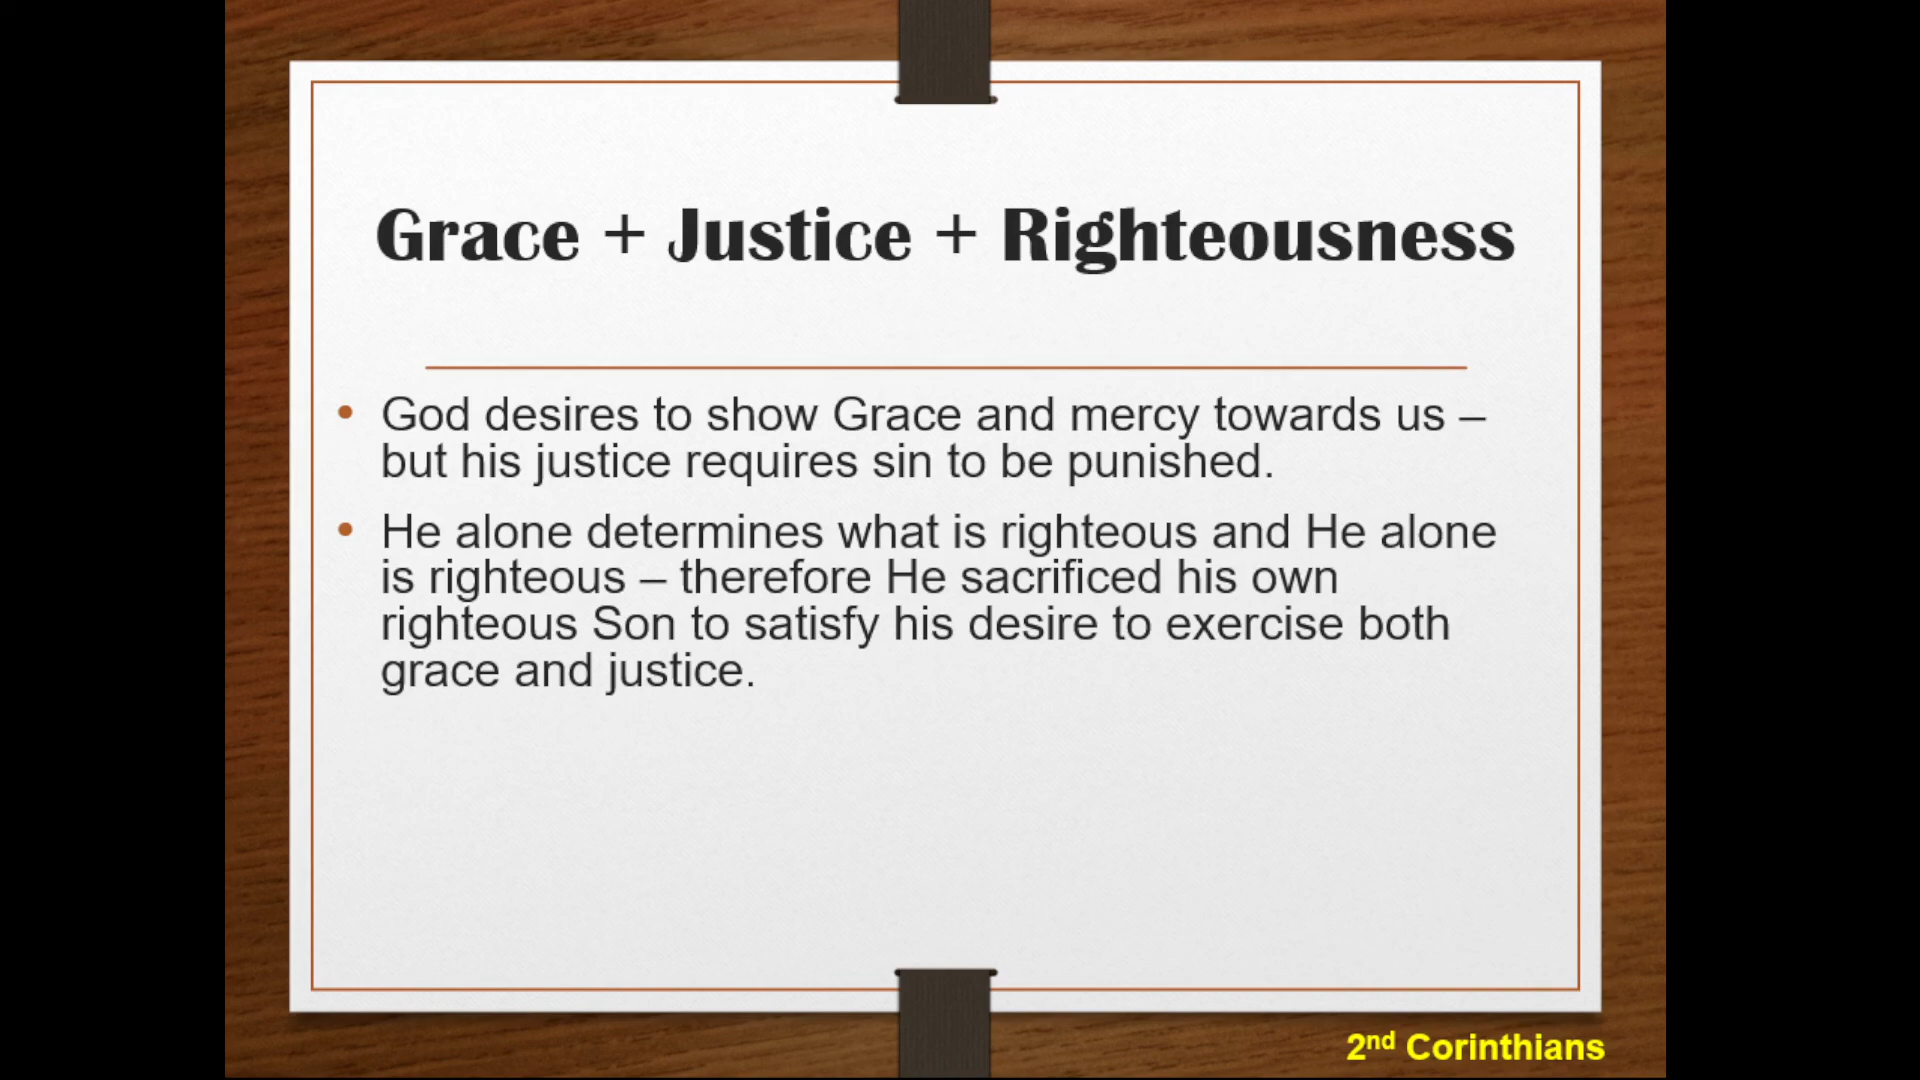 Grace + Justice + Righteousness
• God desires to show Grace and mercy towards us –
but his justice requires sin to be punished.
• He alone determines what is righteous and He alone
is righteous – therefore He sacrificed his own
righteous Son to satisfy his desire to exercise both
grace and justice.
2nd Corinthians